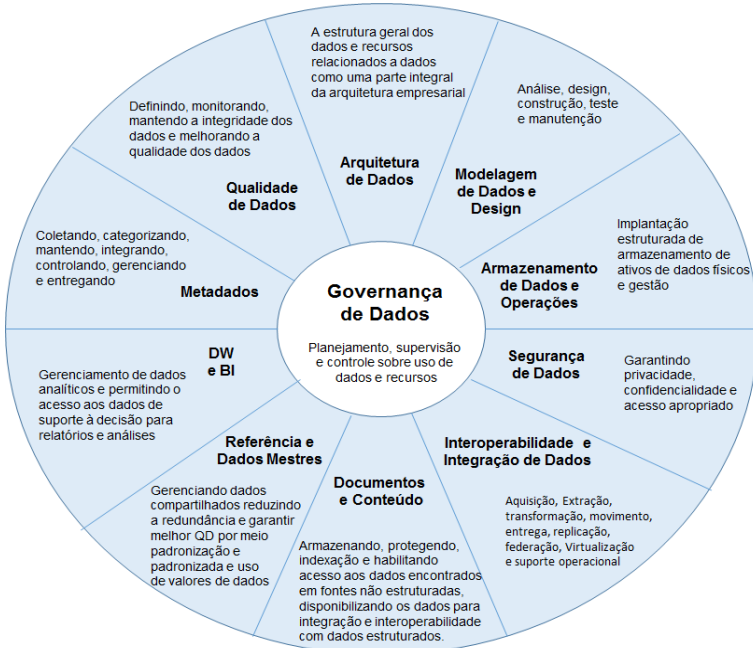 A estrutura geral dos
dados e recursos
relacionados a dados
como uma parte integral
da arquitetura empresarial
Arquitetura
de Dados
Análise, design,
construção, teste
e manutenção
Modelagem
de Dados e
Design
Implantação
estruturada de
armazenamento de
ativos de dados físicos
e gestão
Armazenamento
de Dados e
Operações
Garantindo
privacidade,
confidencialidade e
acesso apropriado
Segurança
de Dados
Interoperabilidade e
Integração de Dados
Aquisição, Extração,
transformação, movimento,
entrega, replicação,
federação, Virtualização
e suporte operacional
Documentos
e Conteúdo
Armazenando, protegendo,
indexação e habilitando
acesso aos dados encontrados
em fontes não estruturadas,
disponibilizando os dados para
integração e interoperabilidade
com dados estruturados.
Referência e
Dados Mestres
Gerenciando dados
compartilhados reduzindo
a redundância e garantir
melhor QD por meio
padronização e
padronizada e uso
de valores de dados
DW
e BI
Gerenciamento de dados
analíticos e permitindo o
acesso aos dados de
suporte à decisão para
relatórios e análises
Coletando, categorizando,
mantendo, integrando,
controlando, gerenciando
e entregando
Metadados
Definindo, monitorando,
mantendo a integridade dos
dados e melhorando a
qualidade dos dados
Qualidade
de Dados
Governança
de Dados
Planejamento, supervisão
e controle sobre uso de
dados e recursos